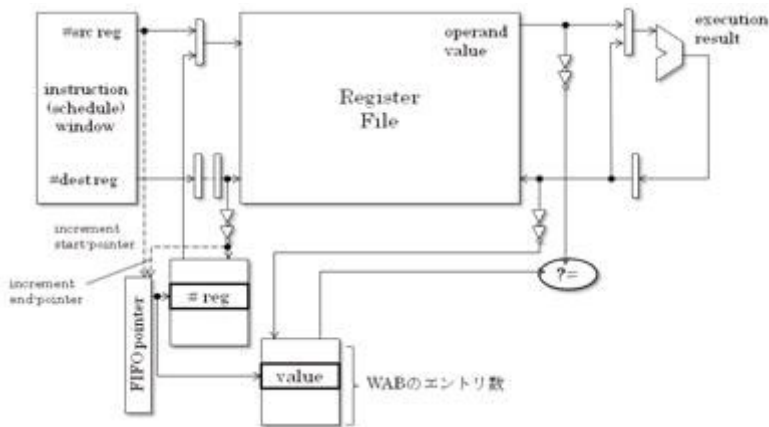 #src reg
instruction
(schedule)
window
#dest reg
operand
value
Register
File
execution
result
increment
start-pointer
increment
end-pointer
# reg
FIFO pointer
value
?=
WABのエントリ数